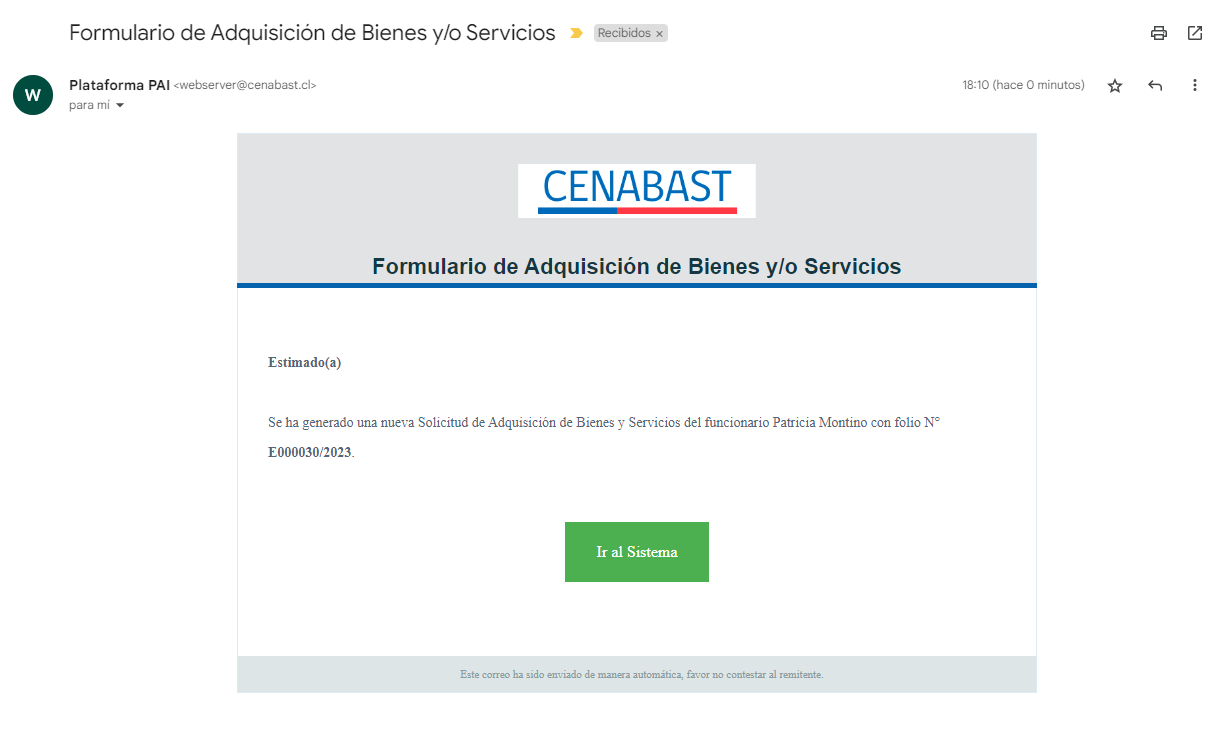 Formulario de Adquisición de Bienes y/o Servicios Recibidos ×
Plataforma PAI <webserver@cenabast.cl> 18:10 (hace 0 minutos)
W
para mí
CENABAST
Formulario de Adquisición de Bienes y/o Servicios
Estimado(a)
Se ha generado una nueva Solicitud de Adquisición de Bienes y Servicios del funcionario Patricia Montino con folio N°
E000030/2023.
Ir al Sistema
Este correo ha sido enviado de manera automática, favor no contestar al remitente.